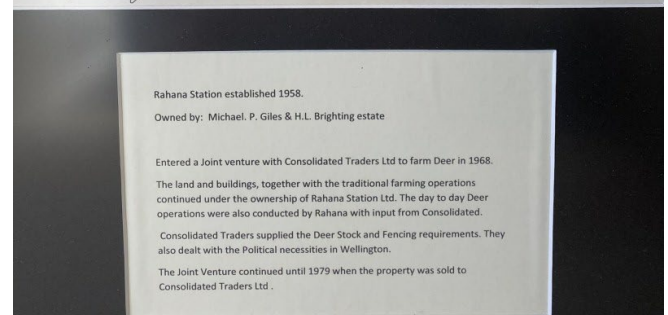 Rahana Station established 1958.
Owned by: Michael. P. Giles & H.L. Brighting estate
Entered a Joint venture with Consolidated Traders Ltd to farm Deer in 1968.
The land and buildings, together with the traditional farming operations
continued under the ownership of Rahana Station Ltd. The day to day Deer
operations were also conducted by Rahana with input from Consolidated.
Consolidated Traders supplied the Deer Stock and Fencing requirements. They
also dealt with the Political necessities in Wellington.
The Joint Venture continued until 1979 when the property was sold to
Consolidated Traders Ltd .